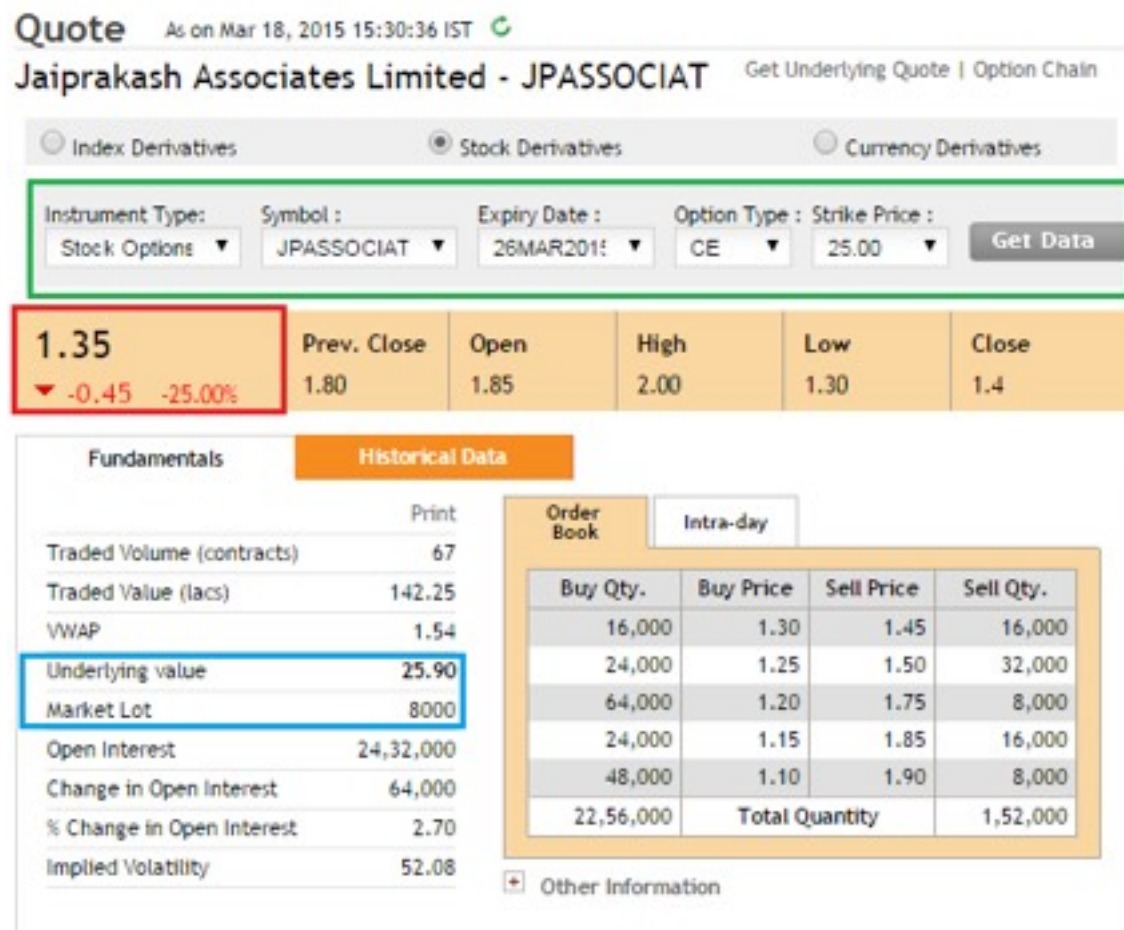 Quote As on Mar 18, 2015 15:30:36 IST
Jaiprakash Associates Limited - JPASSOCIAT Get Underlying Quote | Option Chain
Index Derivatives Stock Derivatives Currency Derivatives
Instrument Type: Symbol : Expiry Date : Option Type : Strike Price :
Stock Options JPASSOCIAT 26MAR2015 CE 25.00 Get Data
1.35 Prev. Close Open High Low Close
-0.45 -25.00% 1.80 1.85 2.00 1.30 1.4
Fundamentals Historical Data
Print
Traded Volume (contracts) 67
Traded Value (lacs) 142.25
VWAP 1.54
Underlying value 25.90
Market Lot 8000
Open Interest 24,32,000
Change in Open Interest 64,000
% Change in Open Interest 2.70
Implied Volatility 52.08
Order Book Intra-day
Buy Qty. Buy Price Sell Price Sell Qty.
16,000 1.30 1.45 16,000
24,000 1.25 1.50 32,000
64,000 1.20 1.75 8,000
24,000 1.15 1.85 16,000
48,000 1.10 1.90 8,000
22,56,000 Total Quantity 1,52,000
Other Information